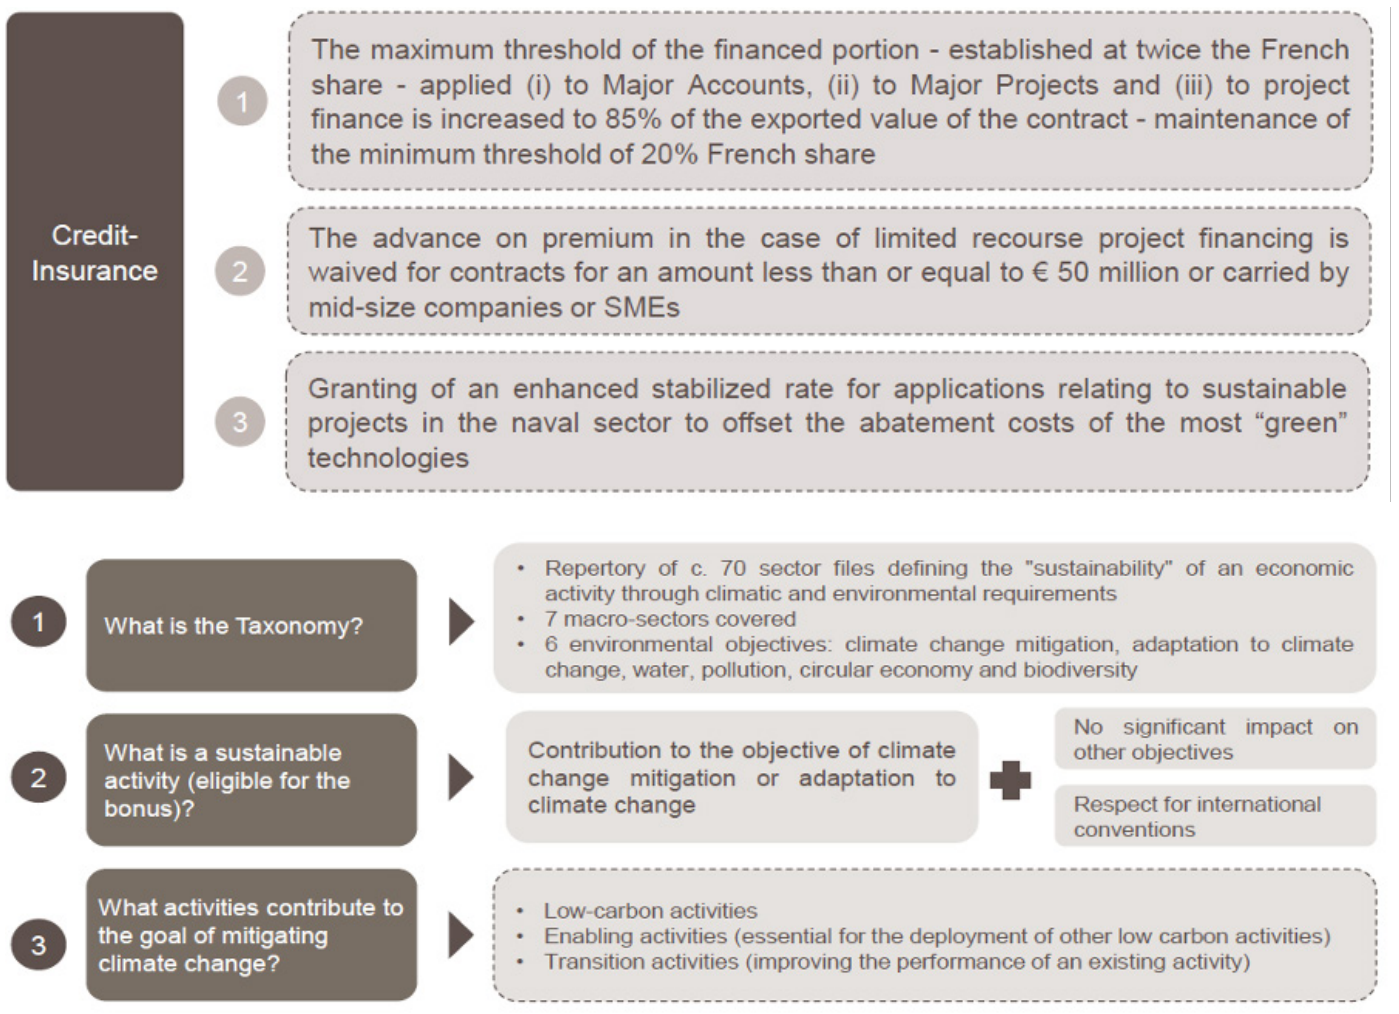 Credit-
Insurance
1
The maximum threshold of the financed portion - established at twice the French
share - applied (i) to Major Accounts, (ii) to Major Projects and (iii) to project
finance is increased to 85% of the exported value of the contract - maintenance of
the minimum threshold of 20% French share
2
The advance on premium in the case of limited recourse project financing is
waived for contracts for an amount less than or equal to € 50 million or carried by
mid-size companies or SMEs
3
Granting of an enhanced stabilized rate for applications relating to sustainable
projects in the naval sector to offset the abatement costs of the most “green”
technologies
1
What is the Taxonomy?
• Repertory of c. 70 sector files defining the "sustainability" of an economic
activity through climatic and environmental requirements
• 7 macro-sectors covered
• 6 environmental objectives: climate change mitigation, adaptation to climate
change, water, pollution, circular economy and biodiversity
2
What is a sustainable
activity (eligible for the
bonus)?
Contribution to the objective of climate
change mitigation or adaptation to
climate change
No significant impact on
other objectives
Respect for international
conventions
3
What activities contribute to
the goal of mitigating
climate change?
• Low-carbon activities
• Enabling activities (essential for the deployment of other low carbon activities)
• Transition activities (improving the performance of an existing activity)